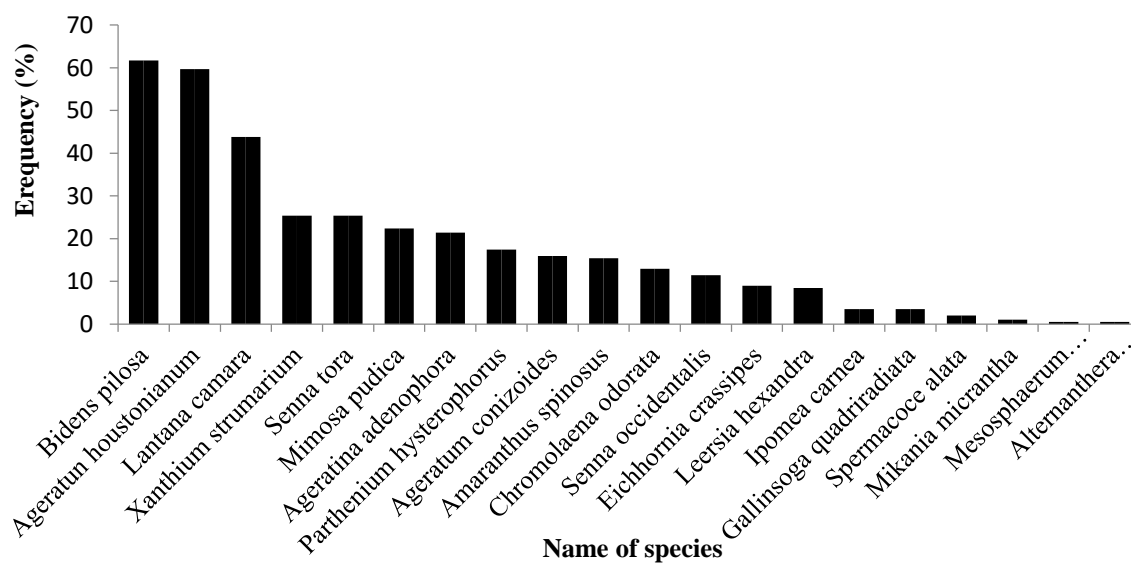 70
60
50
40
30
20
10
0
Erequency (%)
Bidens pilosa
Ageratun houstonianum
Lantana camara
Xanthium strumarium
Senna tora
Mimosa pudica
Ageratina adenophora
Parthenium hysterophorus
Ageratum conizoides
Amaranthus spinosus
Chromolaena odorata
Senna occidentalis
Eichhornia crassipes
Leersia hexandra
Ipomea carnea
Gallinsoga quadriradiata
Spermacoce alata
Mikania micrantha
Mesosphaerum…
Alternanthera…
Name of species